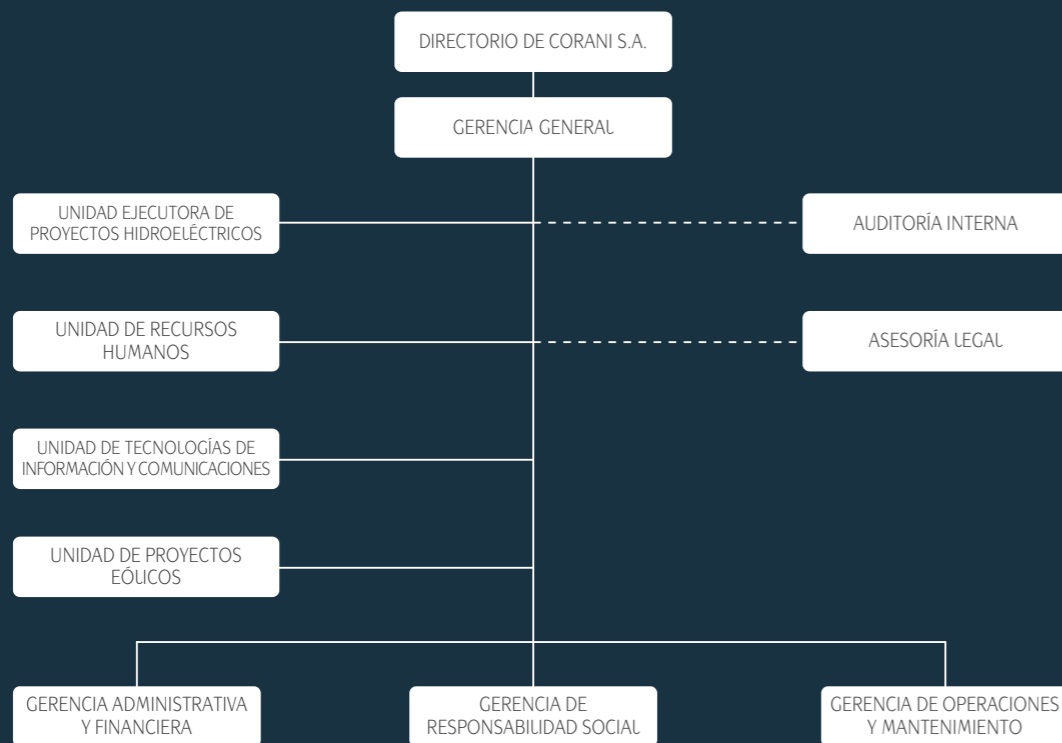 DIRECTORIO DE CORANI S.A.
GERENCIA GENERAL
UNIDAD EJECUTORA DE
PROYECTOS HIDROELÉCTRICOS
AUDITORÍA INTERNA
UNIDAD DE RECURSOS
HUMANOS
ASESORÍA LEGAL
UNIDAD DE TECNOLOGÍAS DE
INFORMACIÓN Y COMUNICACIONES
UNIDAD DE PROYECTOS
EÓLICOS
GERENCIA ADMINISTRATIVA
Y FINANCIERA
GERENCIA DE
RESPONSABILIDAD SOCIAL
GERENCIA DE OPERACIONES
Y MANTENIMIENTO